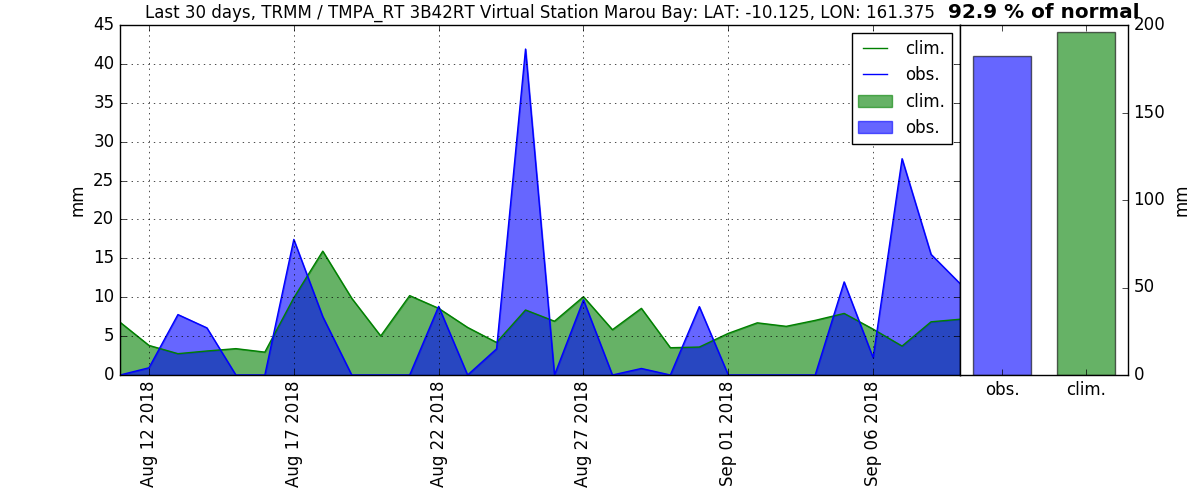 Last 30 days, TRMM / TMPA_RT 3B42RT Virtual Station Marou Bay: LAT: -10.125, LON: 161.375
92.9 % of normal
45
40
35
30
25
20
15
10
5
0
mm
clim.
obs.
clim.
obs.
Aug 12 2018
Aug 17 2018
Aug 22 2018
Aug 27 2018
Sep 01 2018
Sep 06 2018
200
150
100
50
0
mm
obs.
clim.